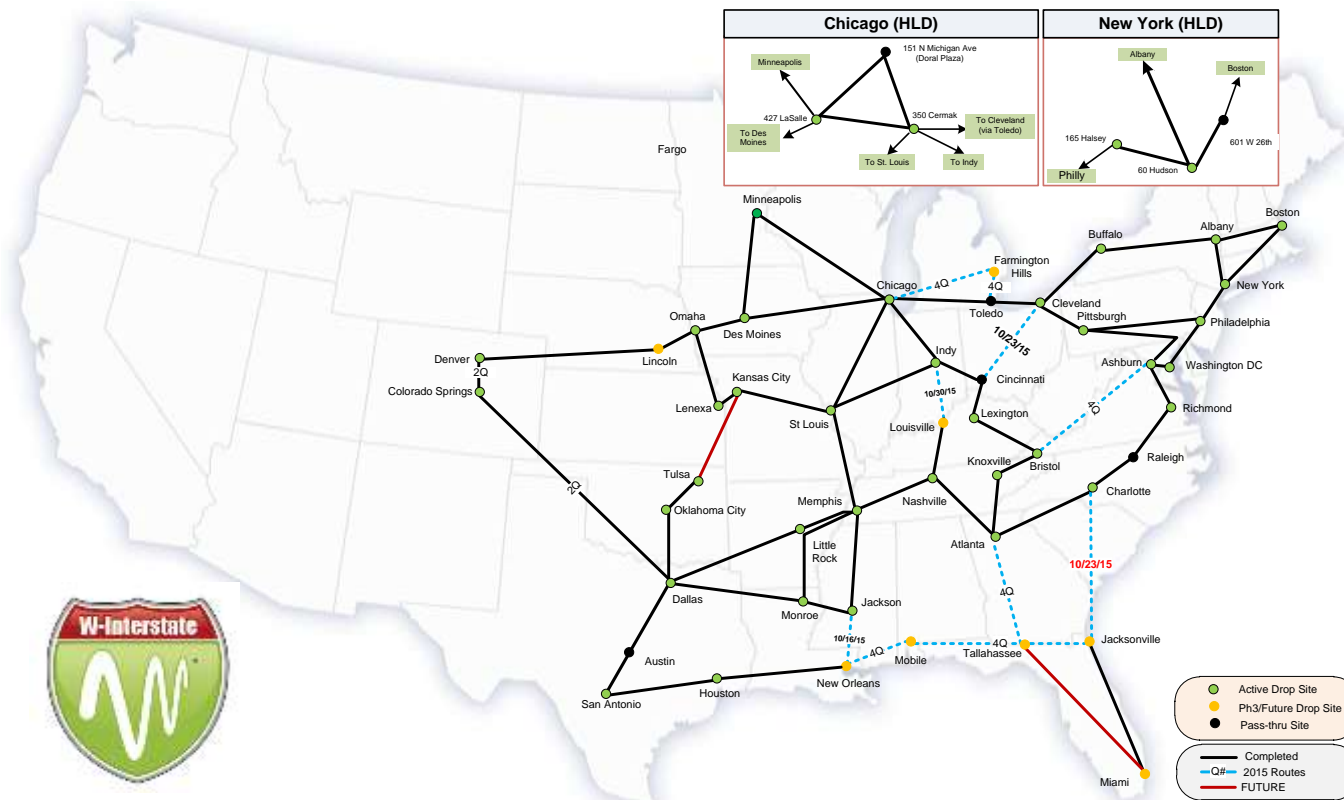 Chicago (HLD)
New York (HLD)
151 N Michigan Ave
(Doral Plaza)
Minneapolis
427 LaSalle
350 Cermak
To Des
Moines
To Cleveland
(via Toledo)
To St. Louis
To Indy
Albany
Boston
165 Halsey
601 W 26th
60 Hudson
Philly
Fargo
Minneapolis
Boston
Albany
Buffalo
Farmington
Hills
4Q
4Q
Chicago
New York
Toledo
Cleveland
Pittsburgh
Philadelphia
Omaha
Des Moines
10/23/15
Denver
Lincoln
Indy
Ashburn
Washington DC
2Q
Kansas City
Cincinnati
Colorado Springs
10/30/15
Lenexa
4Q
Richmond
St Louis
Lexington
Louisville
Knoxville
Bristol
Raleigh
Tulsa
2Q
Charlotte
Memphis
Nashville
Oklahoma City
Atlanta
Little
Rock
10/23/15
Dallas
4Q
Monroe
Jackson
10/16/15
Jacksonville
4Q
4Q
Tallahassee
Mobile
Austin
New Orleans
Houston
San Antonio
Miami
W-Interstate
Active Drop Site
Ph3/Future Drop Site
Pass-thru Site
Completed
Q#
2015 Routes
FUTURE